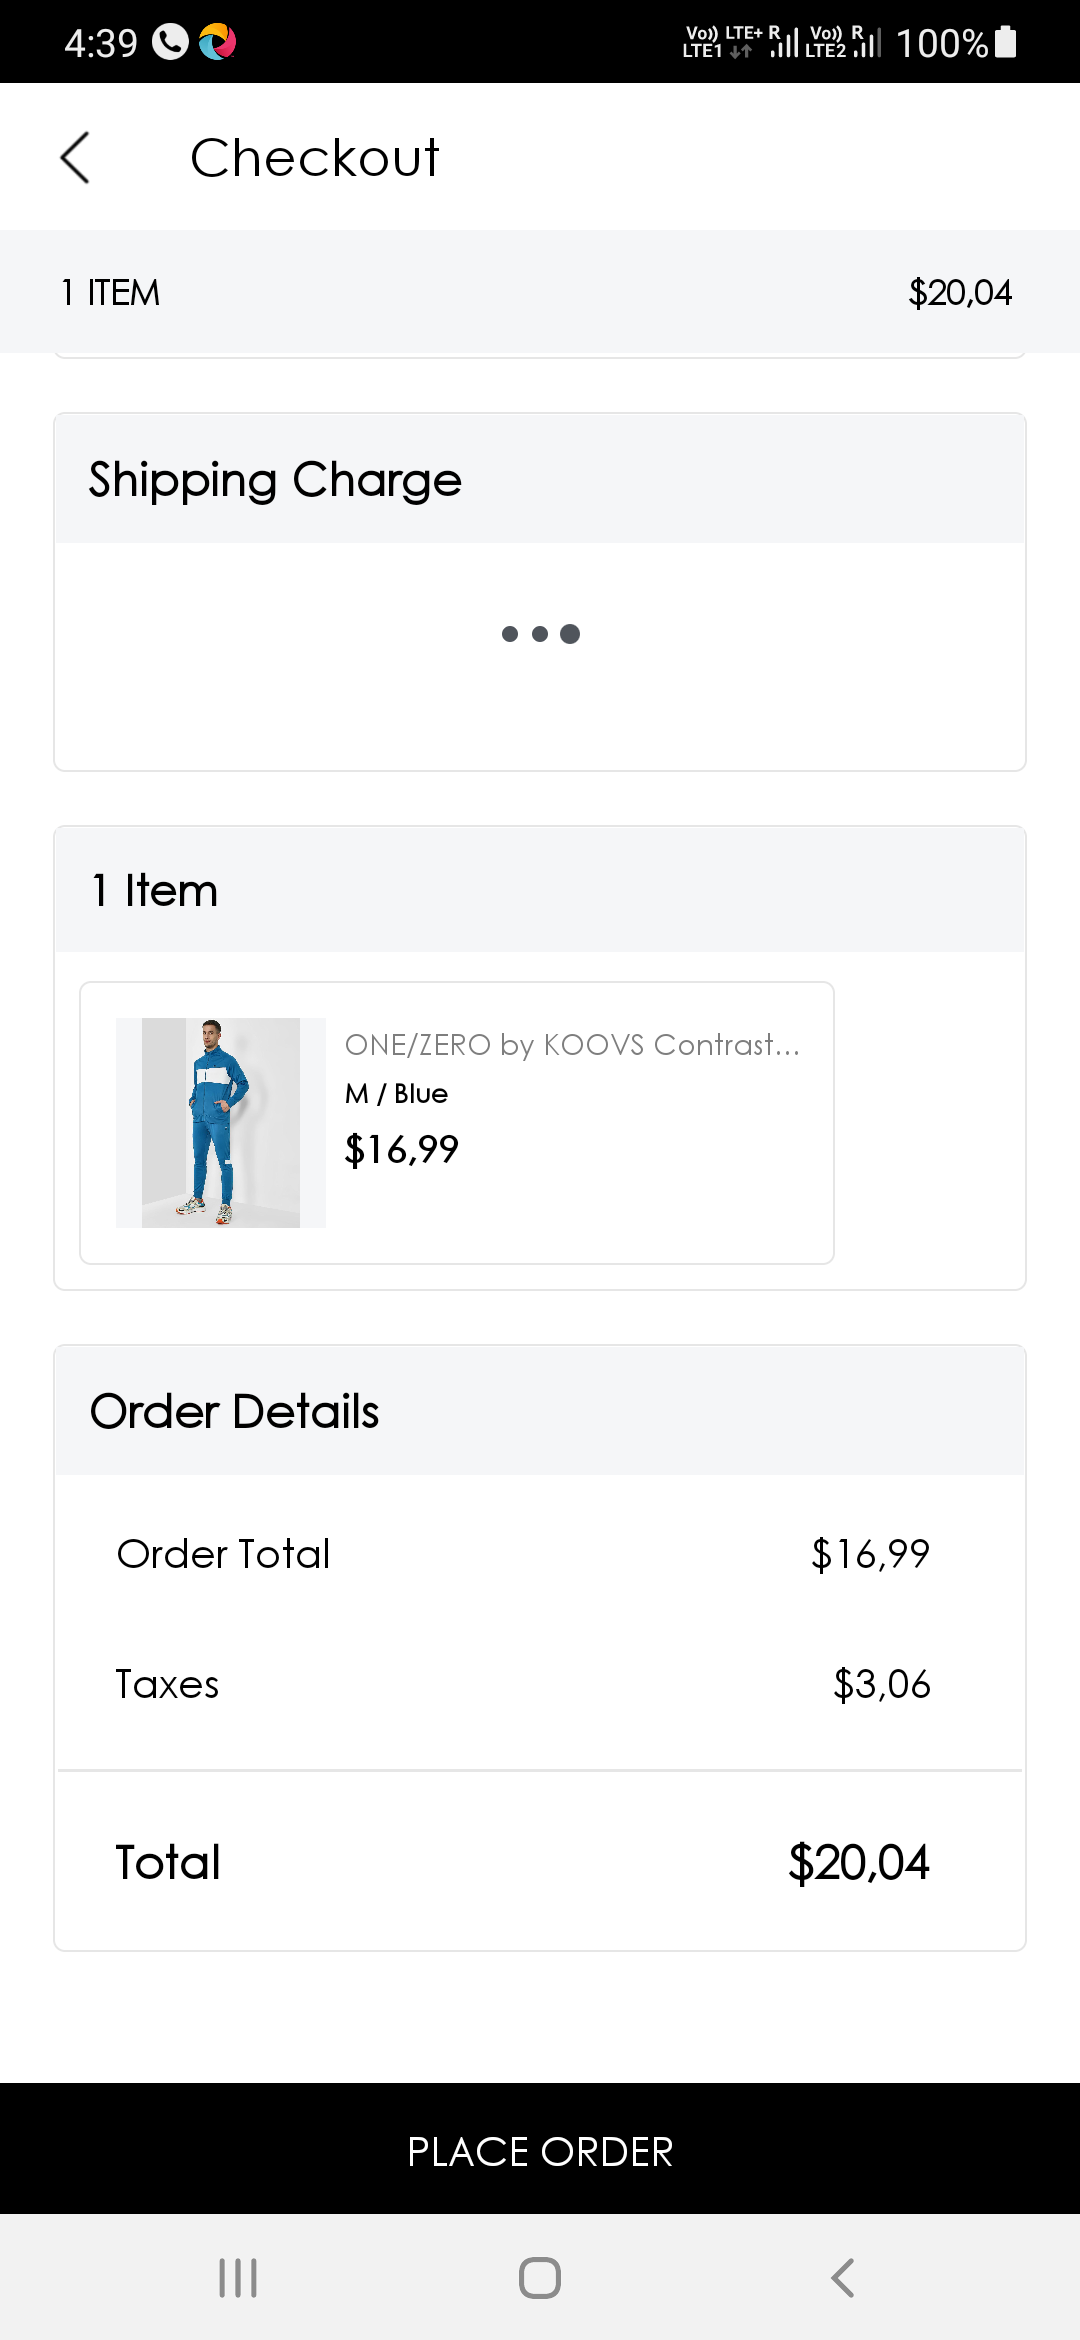 4:39
Vo)) LTE+ R Vo)) R
LTE1 LTE2 100%
Checkout
1 ITEM $20,04
Shipping Charge
1 Item
ONE/ZERO by KOOVS Contrast...
M / Blue
$16,99
Order Details
Order Total $16,99
Taxes $3,06
Total $20,04
PLACE ORDER